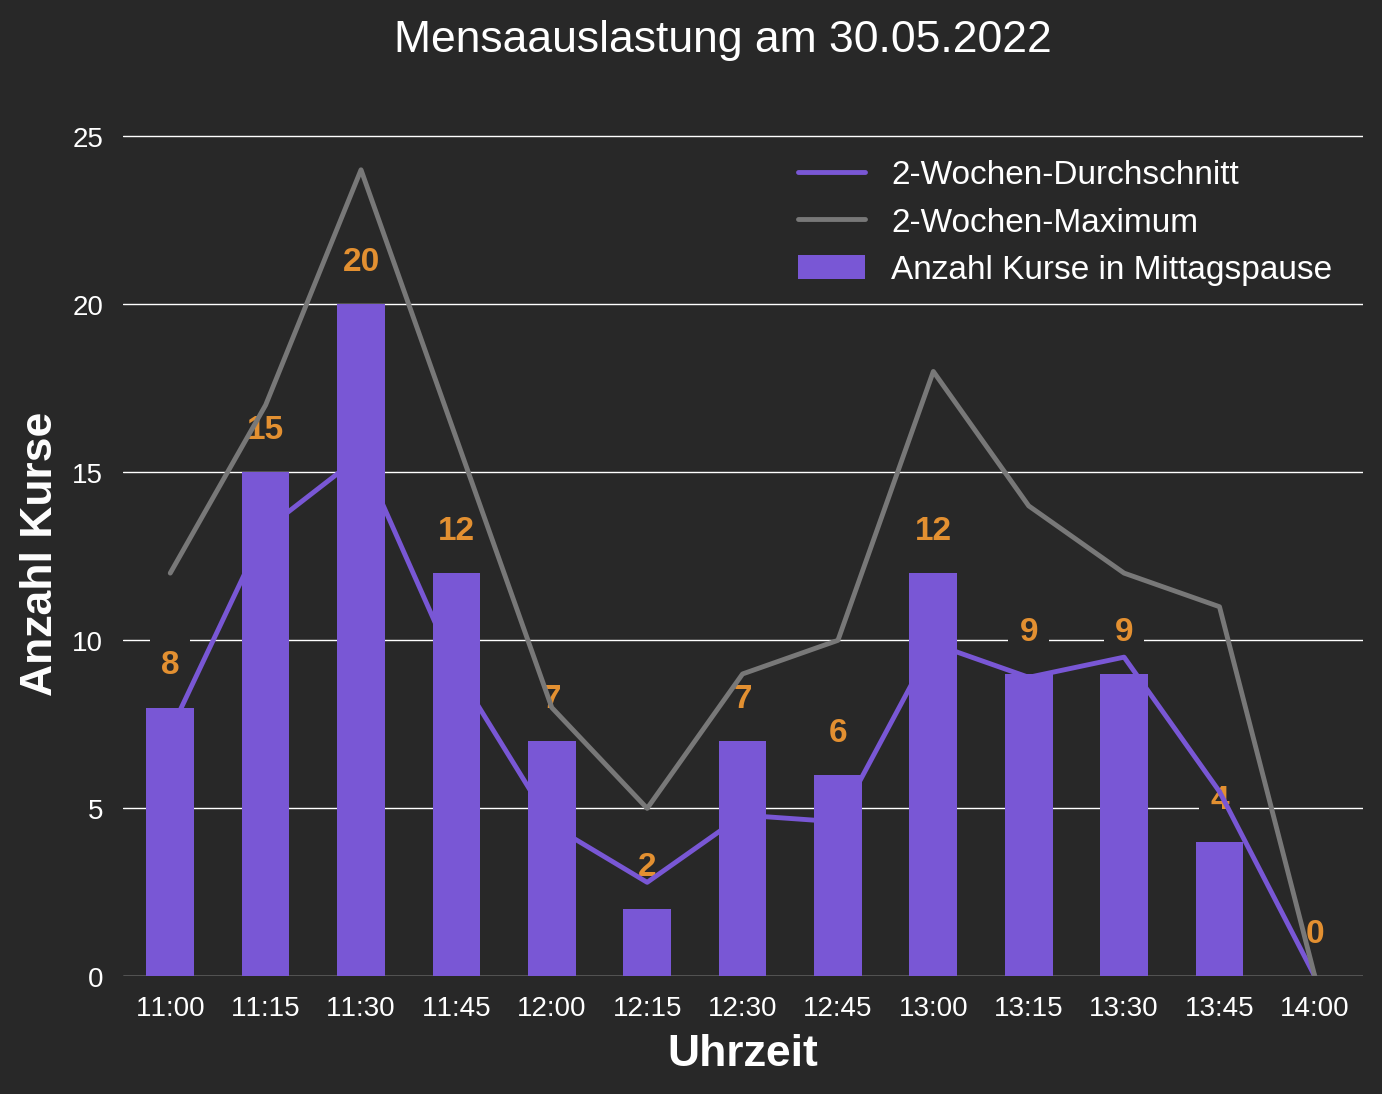 Mensaauslastung am 30.05.2022
25
2-Wochen-Durchschnitt
2-Wochen-Maximum
Anzahl Kurse in Mittagspause
20
15
10
5
0
Anzahl Kurse
8
15
20
12
7
2
7
6
12
9
9
4
0
11:00 11:15 11:30 11:45 12:00 12:15 12:30 12:45 13:00 13:15 13:30 13:45 14:00
Uhrzeit